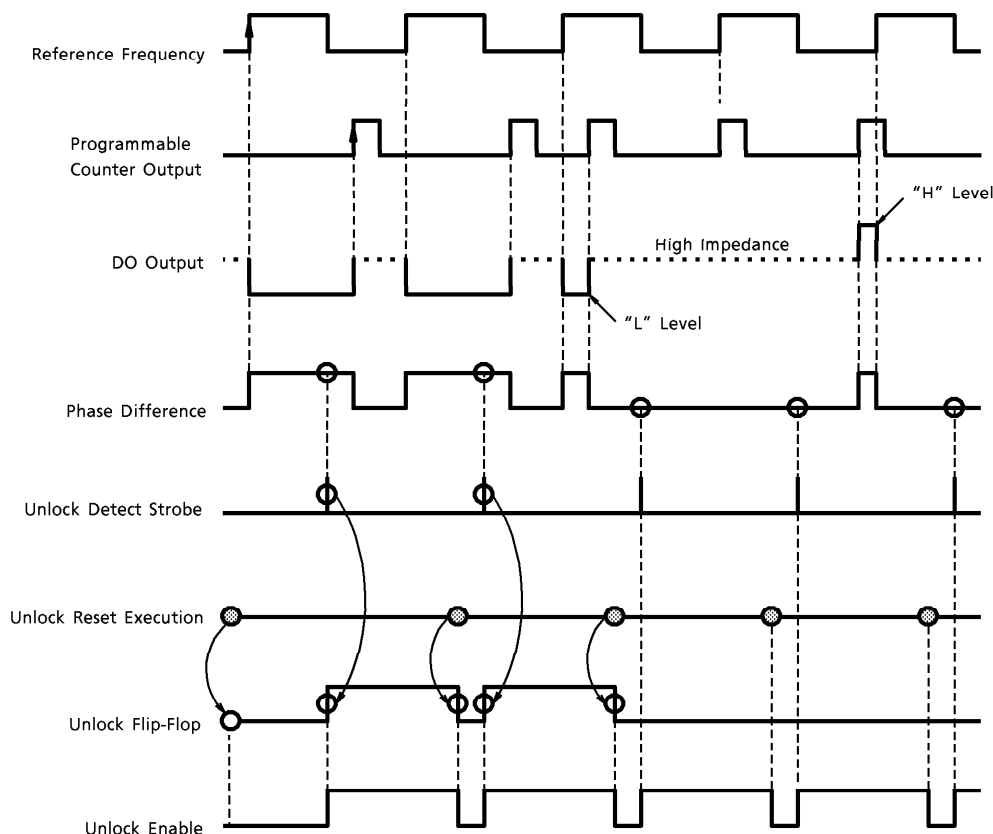 Reference Frequency
Programmable
Counter Output
“H” Level
High Impedance
DO Output
“L” Level
Phase Difference
Unlock Detect Strobe
Unlock Reset Execution
Unlock Flip-Flop
Unlock Enable